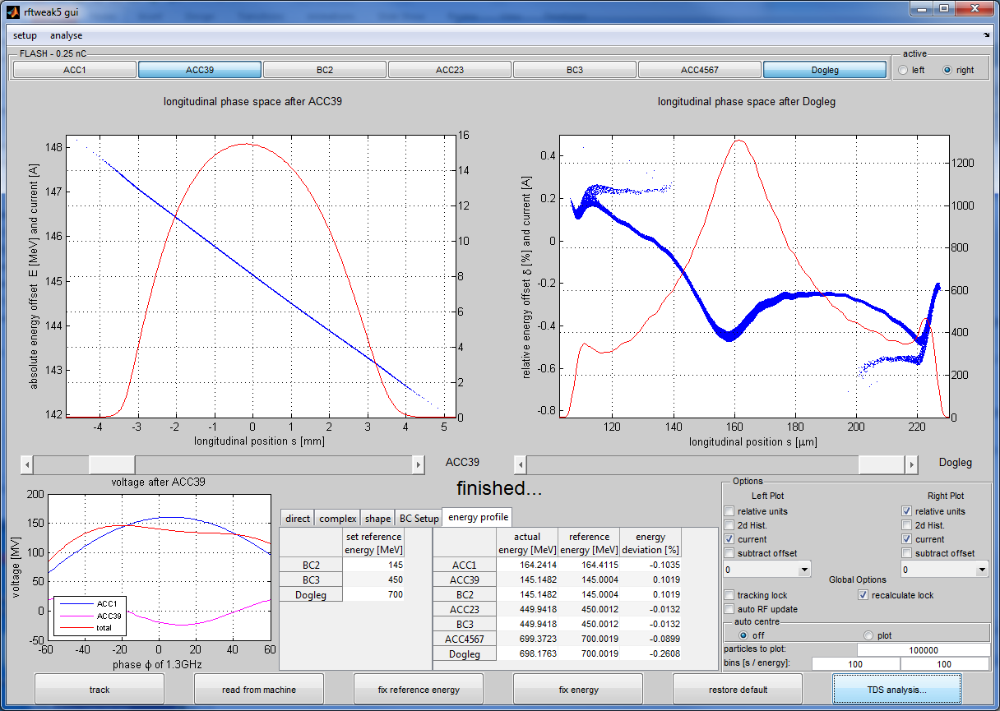 rftweak5 gui
setup analyse
FLASH - 0.25 nC
active
ACC1 ACC39 BC2 ACC23 BC3 ACC4567 Dogleg left right
longitudinal phase space after ACC39
longitudinal phase space after Dogleg
absolute energy offset E [MeV] and current [A]
148
147
146
145
144
143
142
16
14
12
10
8
6
4
2
0
-4 -3 -2 -1 0 1 2 3 4 5
longitudinal position s [mm]
relative energy offset δ [%] and current [A]
0.4
0.2
0
-0.2
-0.4
-0.6
-0.8
1200
1000
800
600
400
200
0
120 140 160 180 200 220
longitudinal position s [μm]
ACC39
Dogleg
voltage after ACC39
voltage [MV]
200
150
100
50
0
-50
-60 -40 -20 0 20 40 60
phase ϕ of 1.3GHz
ACC1
ACC39
total
finished...
direct complex shape BC Setup energy profile
set reference energy [MeV]
BC2 145
BC3 450
Dogleg 700
actual energy [MeV] reference energy [MeV] energy deviation [%]
ACC1 164.2414 164.4115 -0.1035
ACC39 145.1482 145.0004 0.1019
BC2 145.1482 145.0004 0.1019
ACC23 449.9418 450.0012 -0.0132
BC3 449.9418 450.0012 -0.0132
ACC4567 699.3723 700.0019 -0.0899
Dogleg 698.1763 700.0019 -0.2608
Options
Left Plot Right Plot
relative units relative units
2d Hist. 2d Hist.
current current
subtract offset subtract offset
0 0
Global Options
tracking lock recalculate lock
auto RF update
auto centre
off plot
particles to plot: 100000
bins [s / energy]: 100 100
track read from machine fix reference energy fix energy restore default TDS analysis...